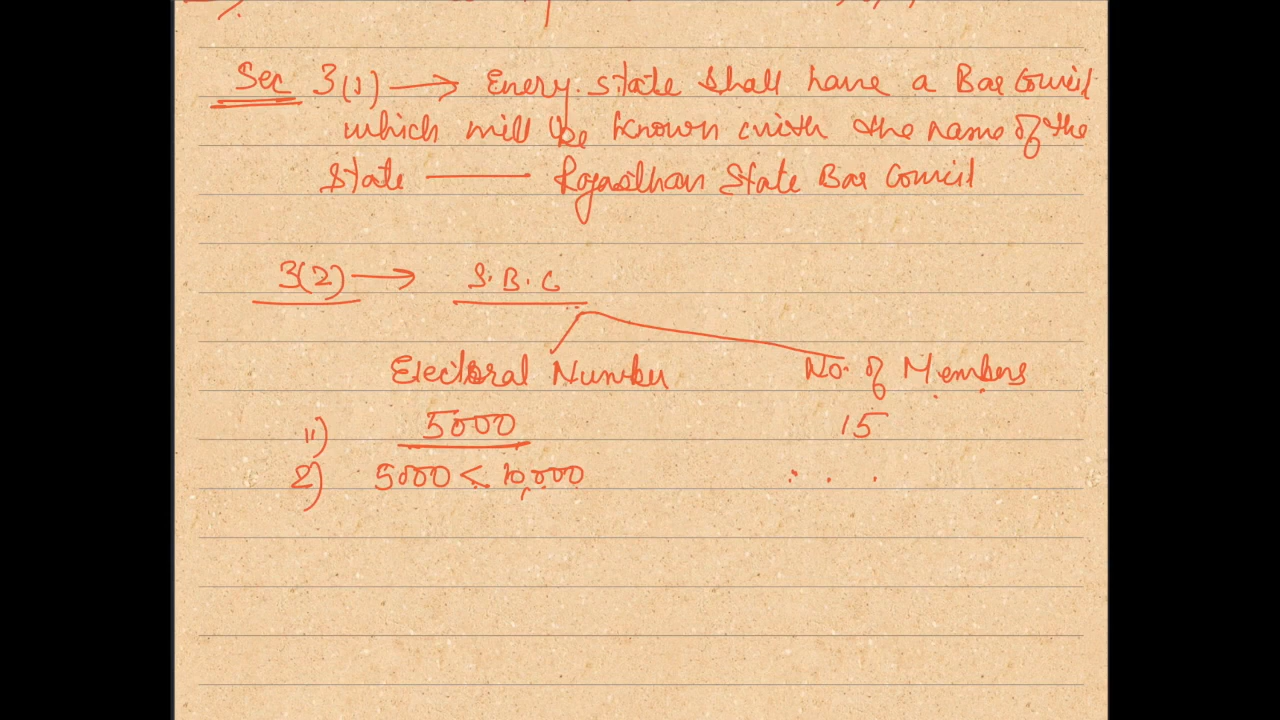 Sec 3(1) → Every state shall have a Bar Council
which will be known with the name of the
State — Rajasthan State Bar Council
3(2) → S.B.C
Electoral Number No. of Members
1) 5000 15
2) 5000 < 10,000